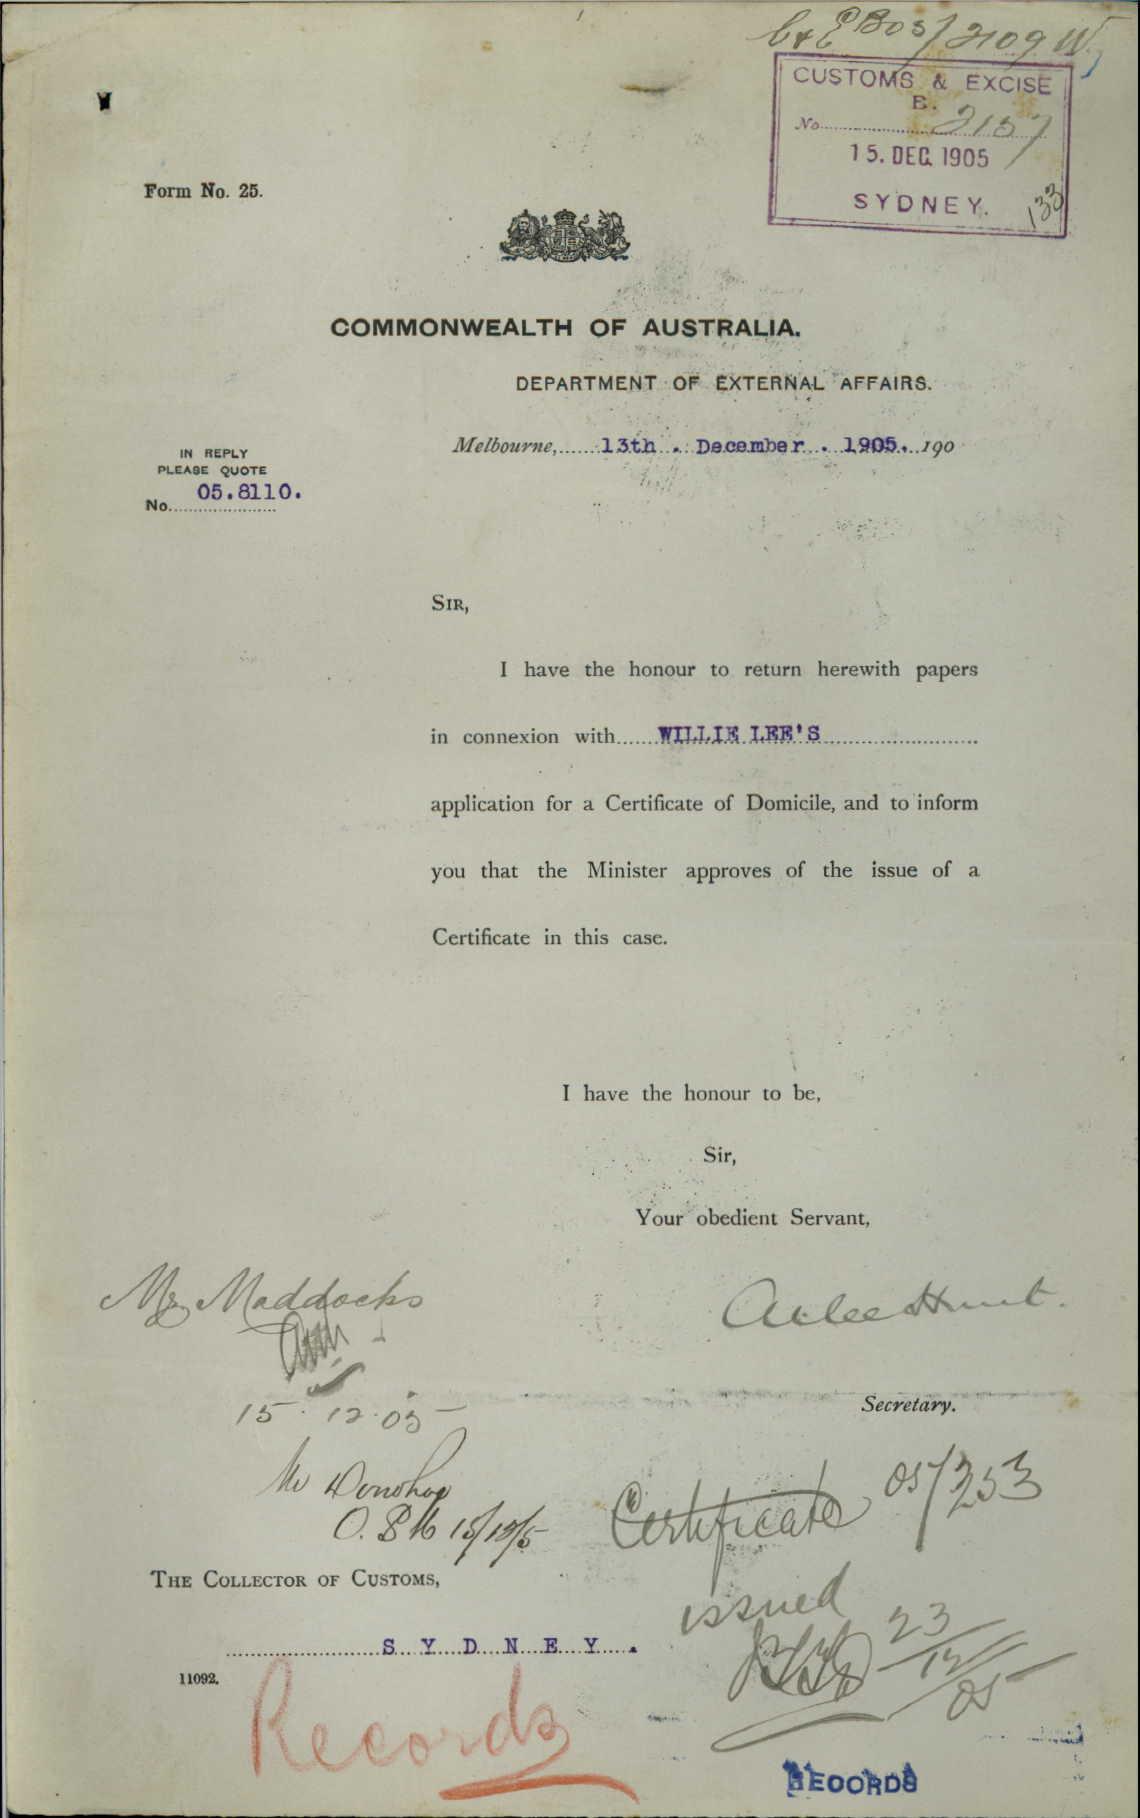 C & E B 05/2109 W
CUSTOMS & EXCISE
B.
No. 2157
15. DEC. 1905
SYDNEY.
133
Form No. 25.
COMMONWEALTH OF AUSTRALIA.
DEPARTMENT OF EXTERNAL AFFAIRS.
Melbourne, 13th . December . 1905. 190
IN REPLY
PLEASE QUOTE
No. 05.8110.
SIR,
I have the honour to return herewith papers
in connexion with WILLIE LEE'S
application for a Certificate of Domicile, and to inform
you that the Minister approves of the issue of a
Certificate in this case.
I have the honour to be,
Sir,
Your obedient Servant,
Atlee Hunt.
Secretary.
Mr Maddocks
15.12.05
Mr Donohoe
15/12/5
Certificate 05/253
issued
23/12/05
THE COLLECTOR OF CUSTOMS,
SYDNEY.
11092.
Records
RECORDS